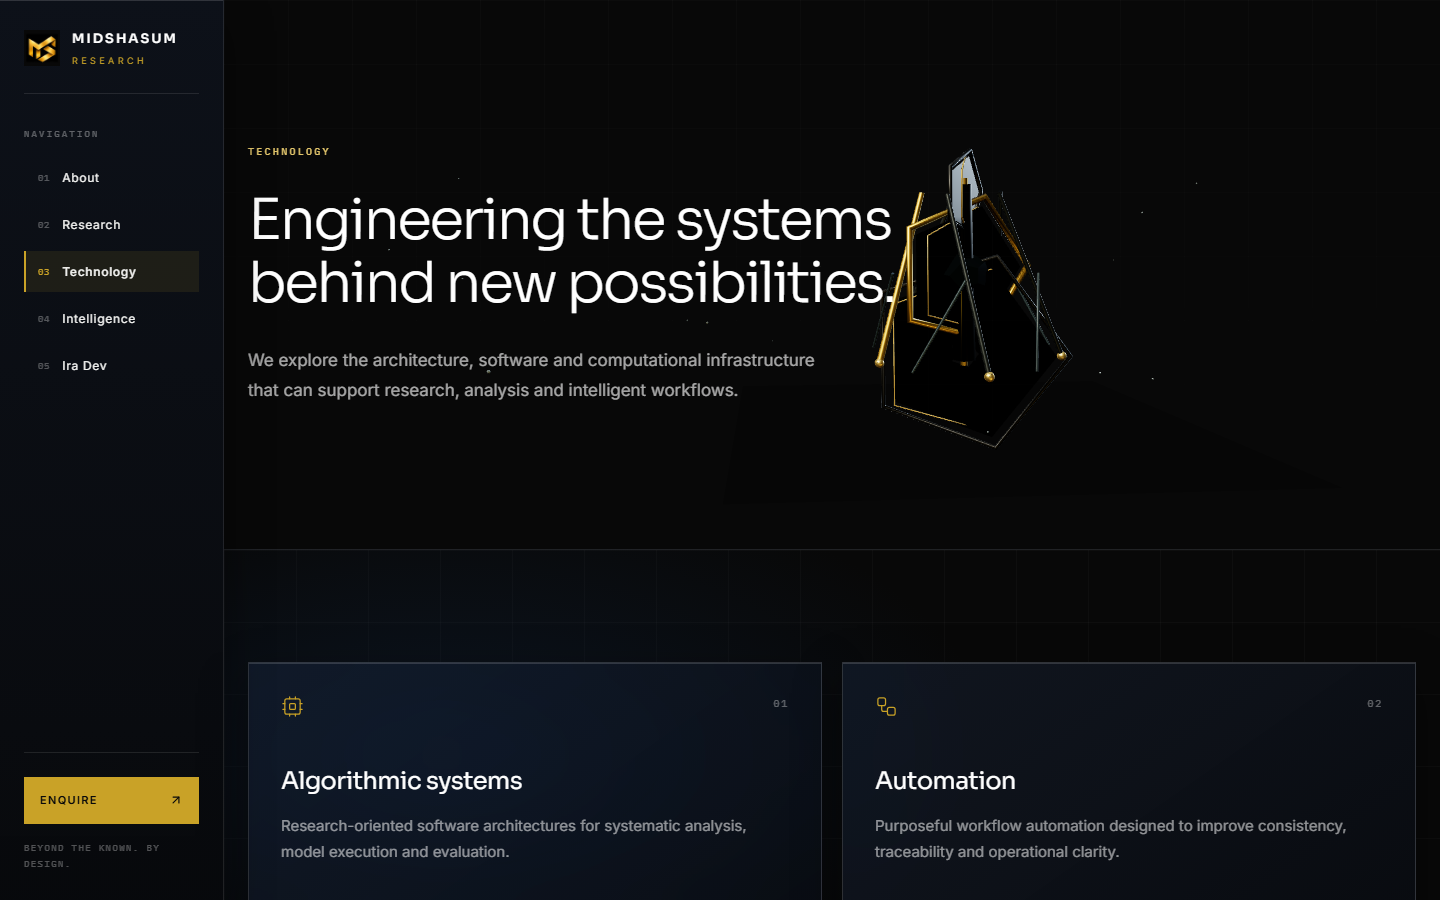 MIDSHASUM
RESEARCH
NAVIGATION
01 About
02 Research
03 Technology
04 Intelligence
05 Ira Dev
ENQUIRE
BEYOND THE KNOWN. BY
DESIGN.
TECHNOLOGY
Engineering the systems
behind new possibilities.
We explore the architecture, software and computational infrastructure
that can support research, analysis and intelligent workflows.
01
Algorithmic systems
Research-oriented software architectures for systematic analysis,
model execution and evaluation.
02
Automation
Purposeful workflow automation designed to improve consistency,
traceability and operational clarity.